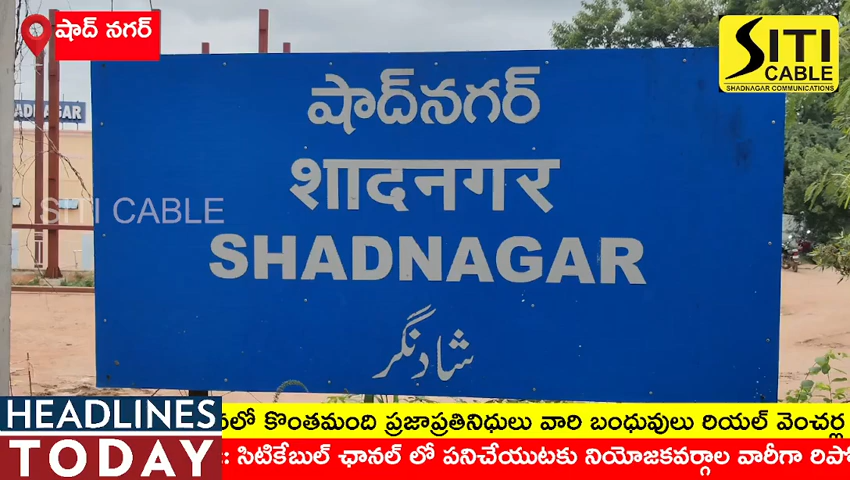 షాద్ నగర్
SITI
CABLE
SHADNAGAR COMMUNICATIONS
ADNAGAR
షాద్‌నగర్
शादनगर
SITI CABLE
SHADNAGAR
شادنگر
HEADLINES
TODAY
కొంతమంది ప్రజాప్రతినిధులు వారి బంధువులు రియల్ వెంచర్ల
: సిటికేబుల్ ఛానల్ లో పనిచేయుటకు నియోజకవర్గాల వారీగా రిపో